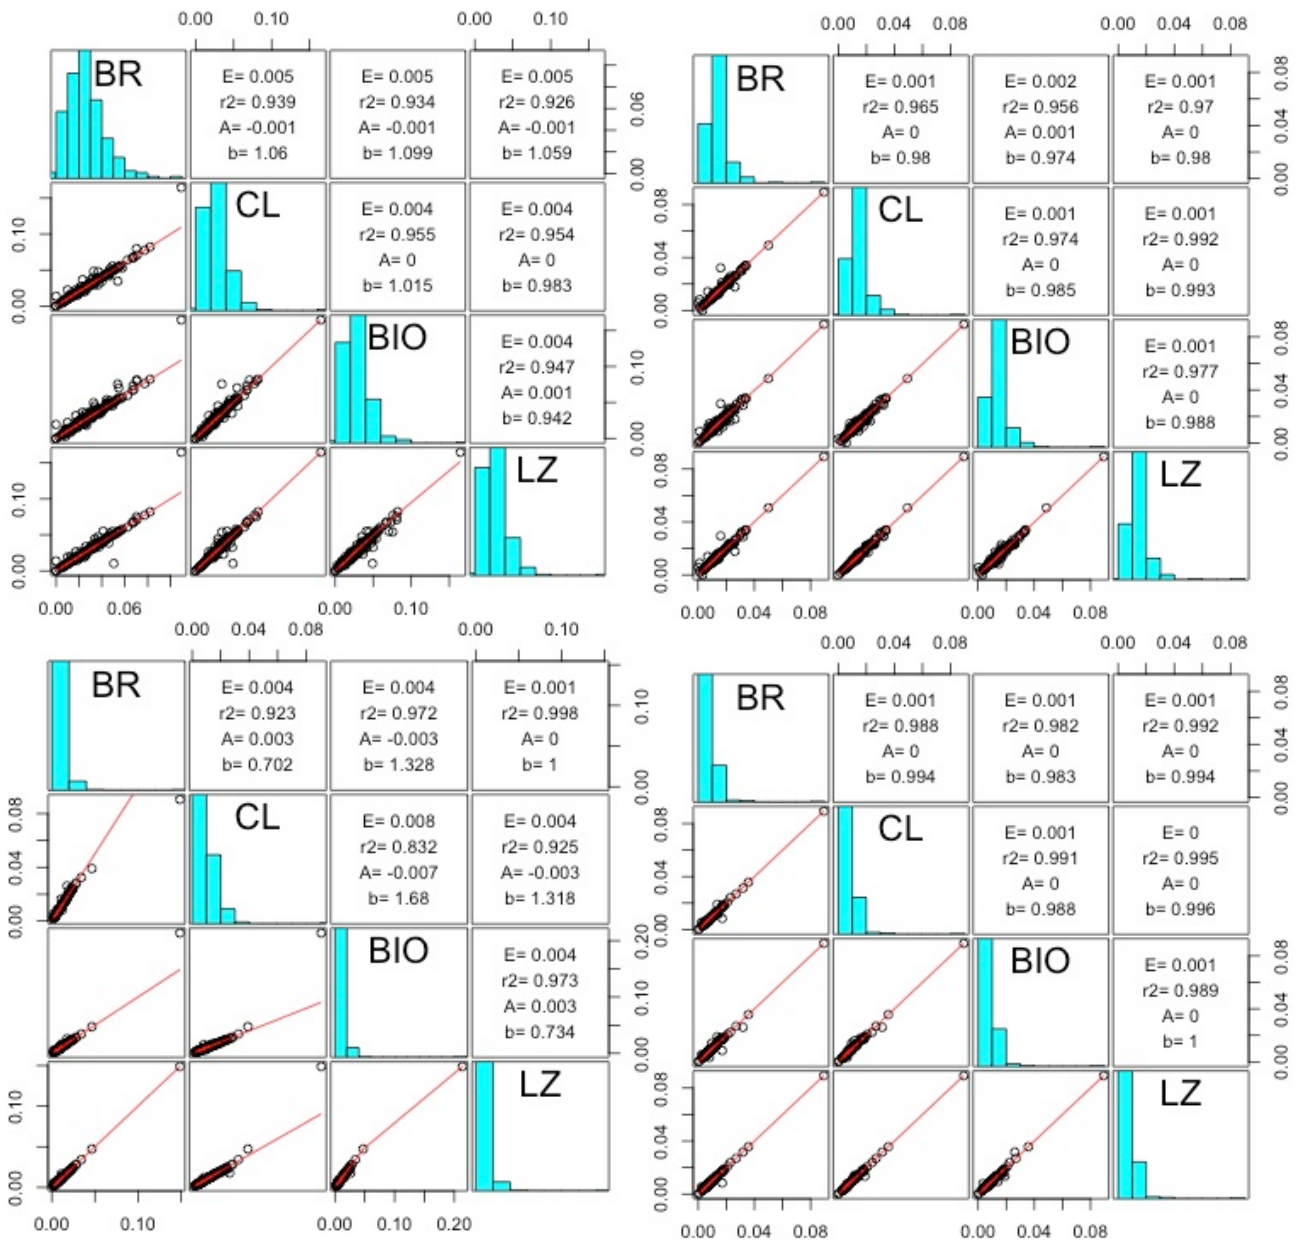 0.00 0.10 0.00 0.10
BR
E= 0.005
r2= 0.939
A= -0.001
b= 1.06
E= 0.005
r2= 0.934
A= -0.001
b= 1.099
E= 0.005
r2= 0.926
A= -0.001
b= 1.059
0.00 0.06
0.00 0.10
CL
E= 0.004
r2= 0.955
A= 0
b= 1.015
E= 0.004
r2= 0.954
A= 0
b= 0.983
BIO
E= 0.004
r2= 0.947
A= 0.001
b= 0.942
0.00 0.10
0.00 0.10
LZ
0.00 0.06 0.00 0.10
0.00 0.04 0.08 0.00 0.04 0.08
BR
E= 0.001
r2= 0.965
A= 0
b= 0.98
E= 0.002
r2= 0.956
A= 0.001
b= 0.974
E= 0.001
r2= 0.97
A= 0
b= 0.98
0.00 0.04 0.08
0.00 0.04 0.08
CL
E= 0.001
r2= 0.974
A= 0
b= 0.985
E= 0.001
r2= 0.992
A= 0
b= 0.993
BIO
E= 0.001
r2= 0.977
A= 0
b= 0.988
0.00 0.04 0.08
0.00 0.04 0.08
LZ
0.00 0.04 0.08 0.00 0.04 0.08
0.00 0.04 0.08 0.00 0.10
BR
E= 0.004
r2= 0.923
A= 0.003
b= 0.702
E= 0.004
r2= 0.972
A= -0.003
b= 1.328
E= 0.001
r2= 0.998
A= 0
b= 1
0.00 0.10
0.00 0.04 0.08
CL
E= 0.008
r2= 0.832
A= -0.007
b= 1.68
E= 0.004
r2= 0.925
A= -0.003
b= 1.318
BIO
E= 0.004
r2= 0.973
A= 0.003
b= 0.734
0.00 0.10 0.20
0.00 0.10
LZ
0.00 0.10 0.00 0.10 0.20
0.00 0.04 0.08 0.00 0.04 0.08
BR
E= 0.001
r2= 0.988
A= 0
b= 0.994
E= 0.001
r2= 0.982
A= 0
b= 0.983
E= 0.001
r2= 0.992
A= 0
b= 0.994
0.00 0.04 0.08
0.00 0.04 0.08
CL
E= 0.001
r2= 0.991
A= 0
b= 0.988
E= 0
r2= 0.995
A= 0
b= 0.996
BIO
E= 0.001
r2= 0.989
A= 0
b= 1
0.00 0.04 0.08
0.00 0.04 0.08
LZ
0.00 0.04 0.08 0.00 0.04 0.08